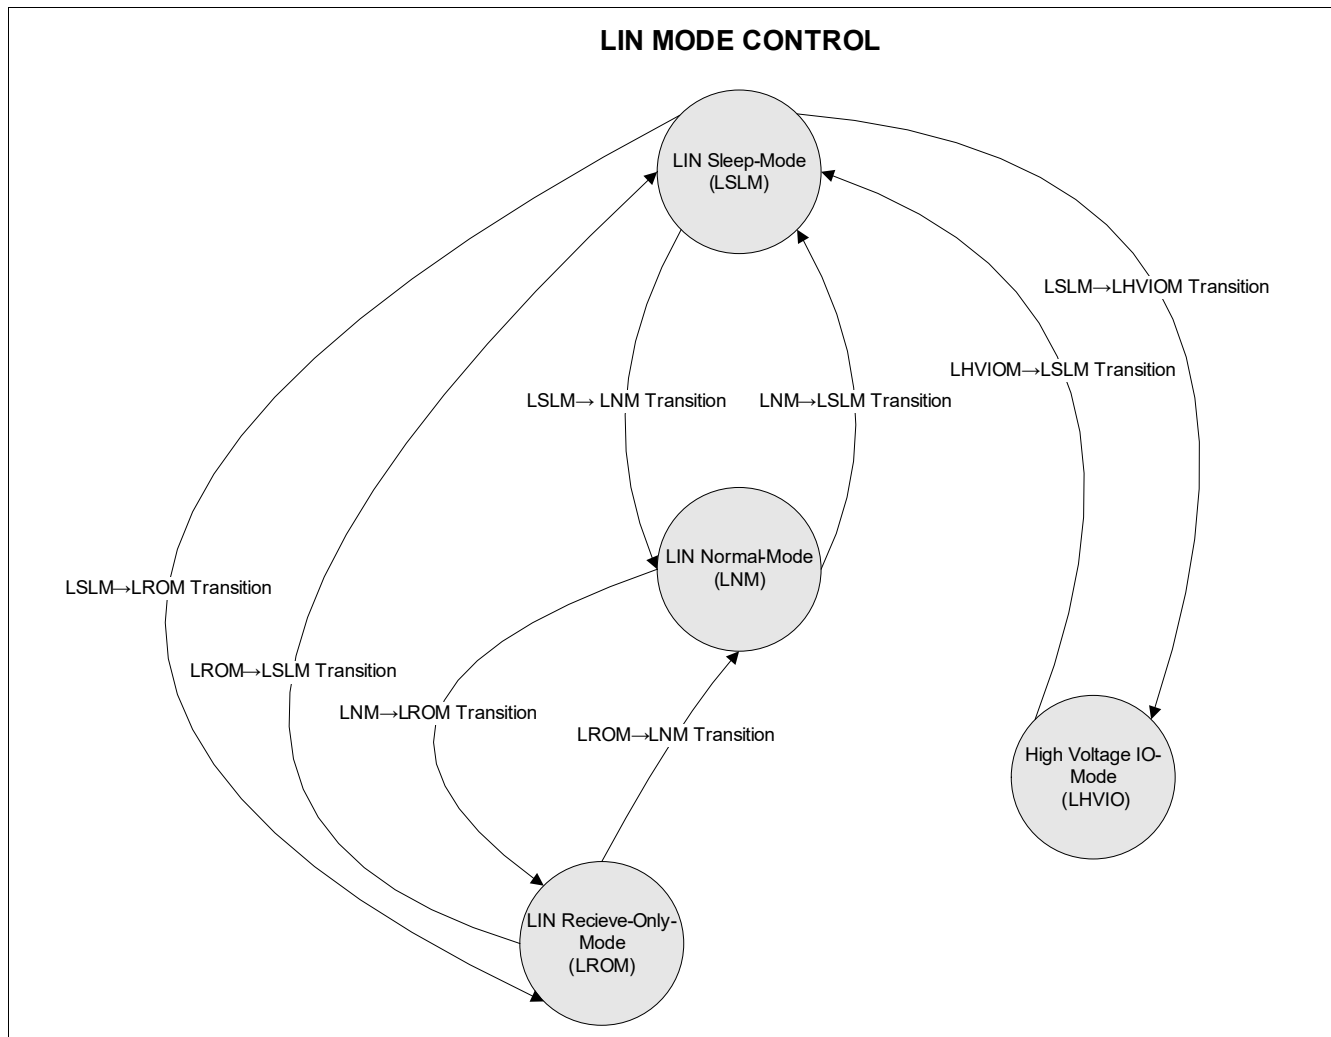 LIN MODE CONTROL
LIN Sleep-Mode
(LSLM)
LSLM→LHVIOM Transition
LHVIOM→LSLM Transition
LSLM→ LNM Transition
LNM→LSLM Transition
LIN Normal-Mode
(LNM)
LSLM→LROM Transition
LROM→LSLM Transition
LNM→LROM Transition
LROM→LNM Transition
High Voltage IO-
Mode
(LHVIO)
LIN Recieve-Only-
Mode
(LROM)